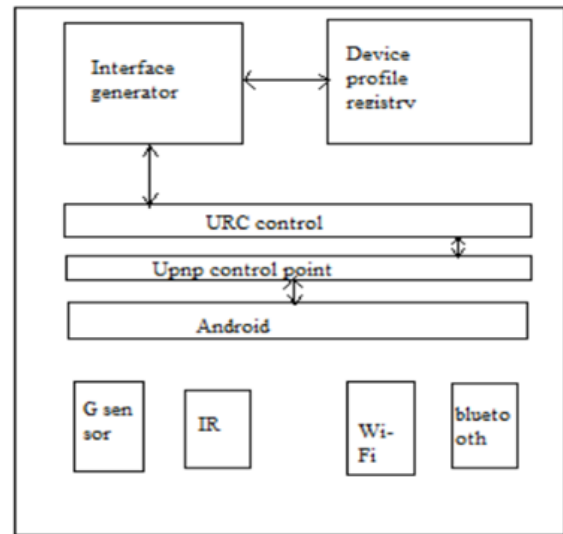 Interface
generator
Device
profile
registry
URC control
Upnp control point
Android
G sen
sor
IR
Wi-
Fi
blueto
oth